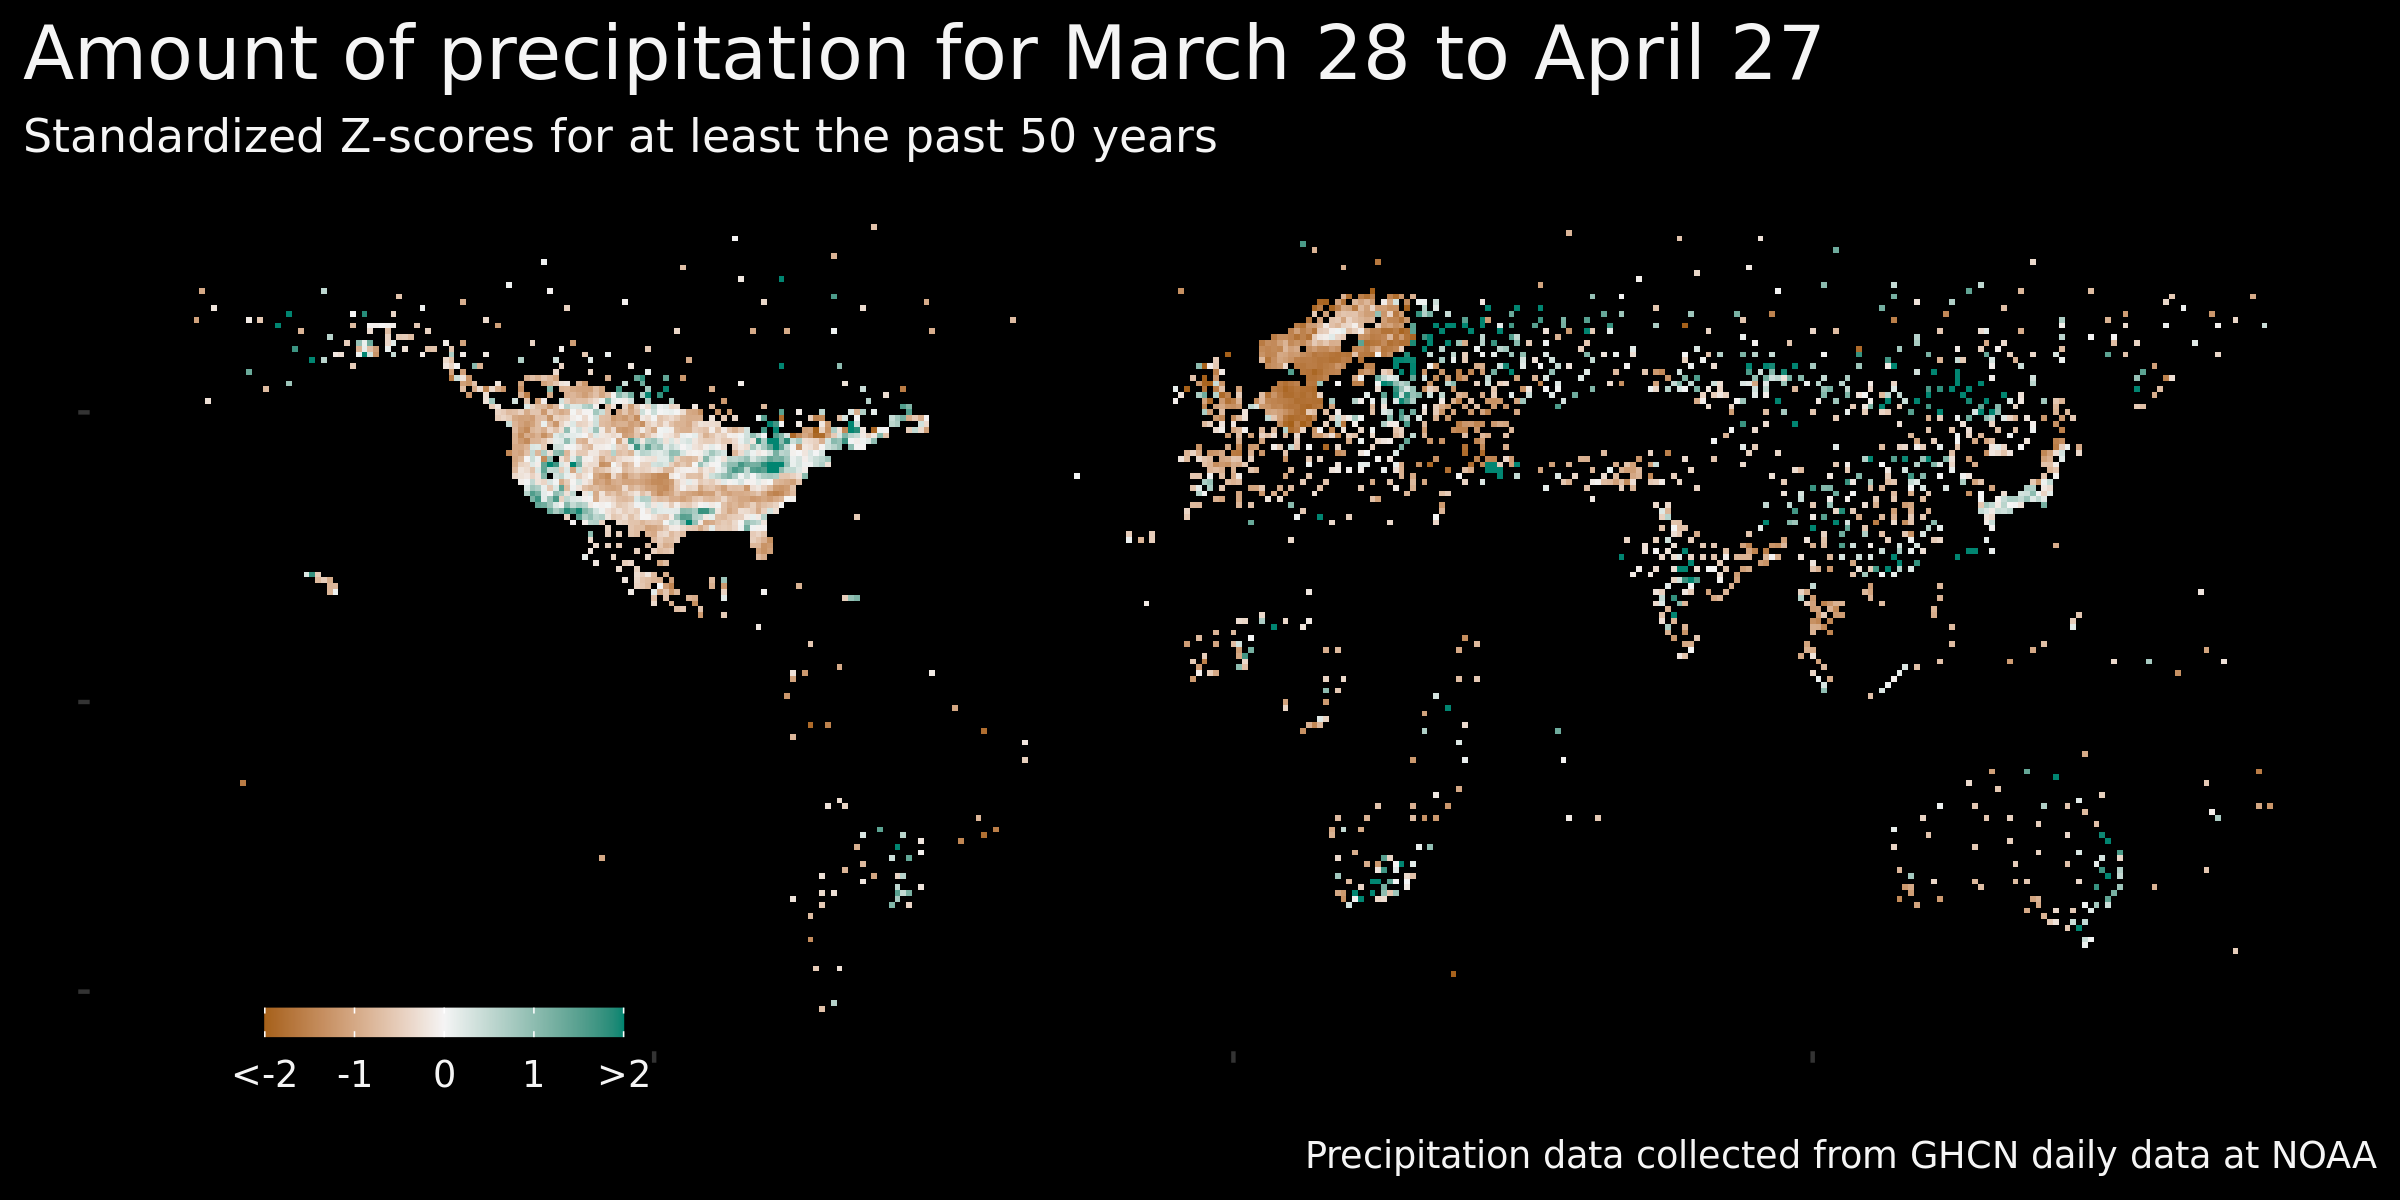 Amount of precipitation for March 28 to April 27
Standardized Z-scores for at least the past 50 years
<-2 -1 0 1 >2
Precipitation data collected from GHCN daily data at NOAA